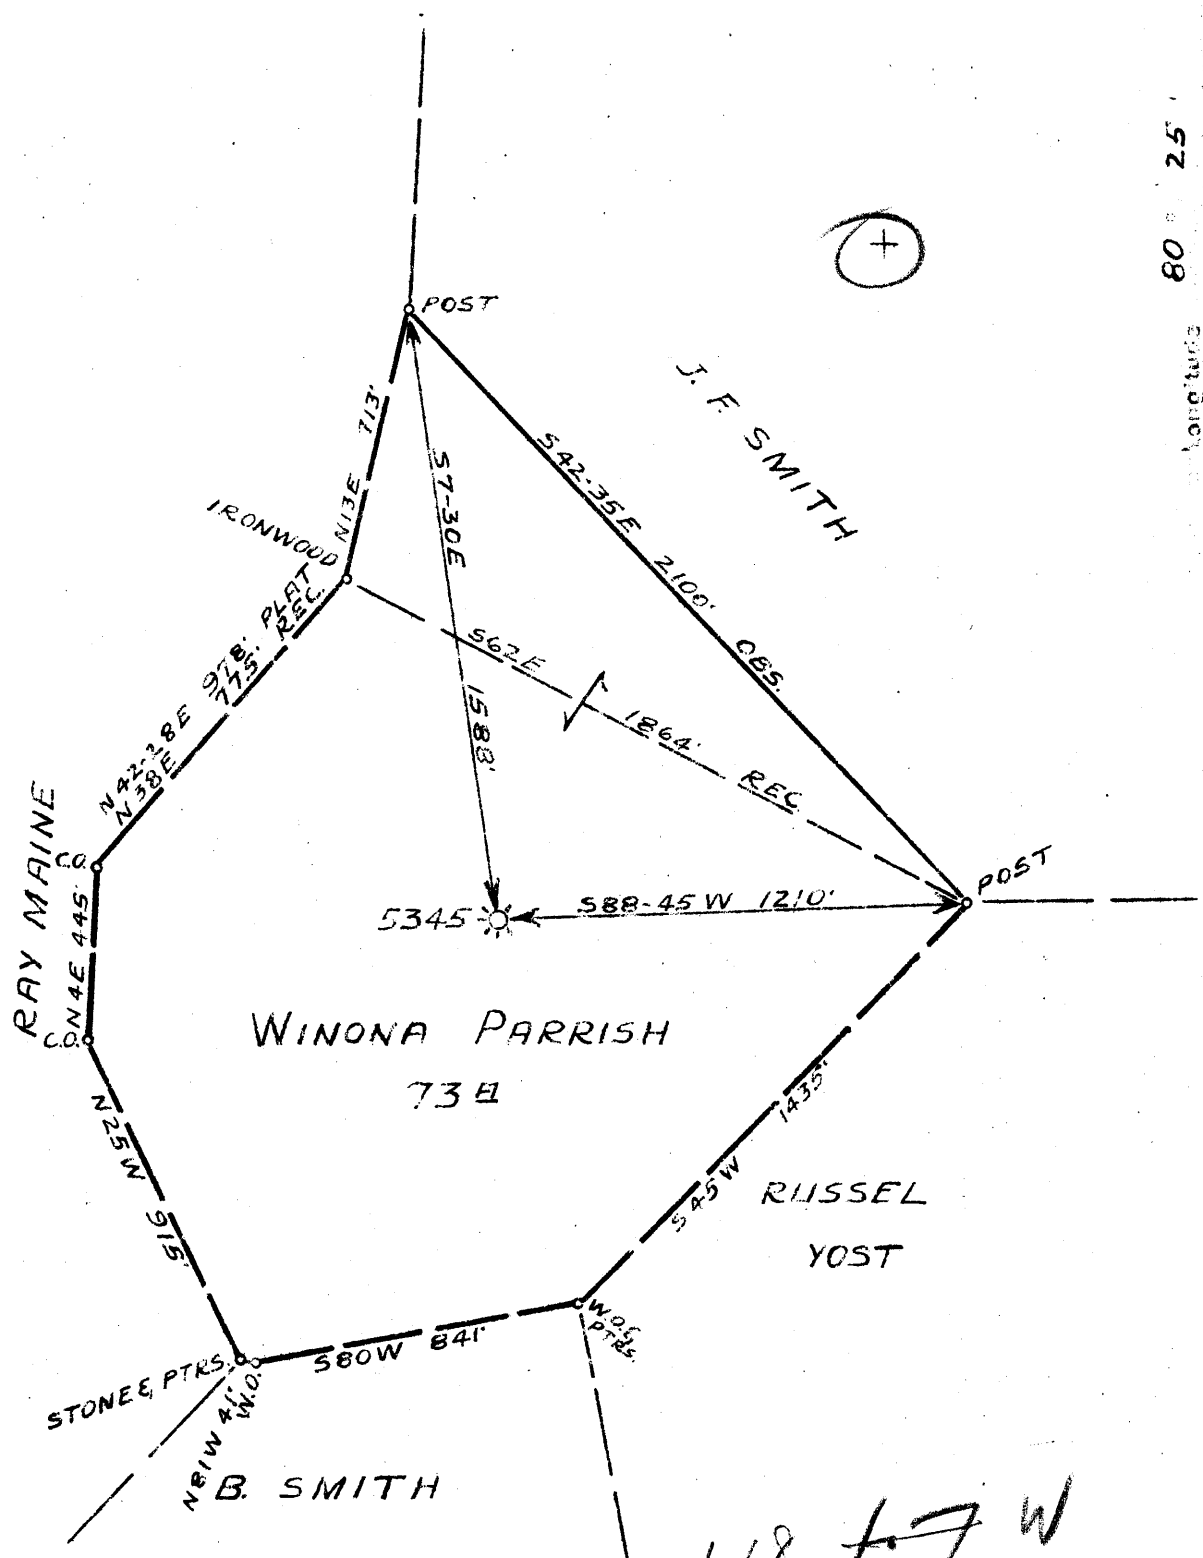 80° 25'
Longitude
POST
J. F. SMITH
N13E 713'
S7-30E 1588'
S42-35E 2100' OBS.
IRONWOOD
N42-28E 978' PLAT
N38E 775' REC.
S62E 1864' REC.
RAY MAINE
C.O.
N4E 445'
C.O.
5345
S88-45W 1210'
POST
WINONA PARRISH
73 A
N25W 915'
S45W 1435'
RUSSEL
YOST
W.O. &
PTRS.
S80W 841'
STONE & PTRS.
W.O.
N81W 41'
B. SMITH
W